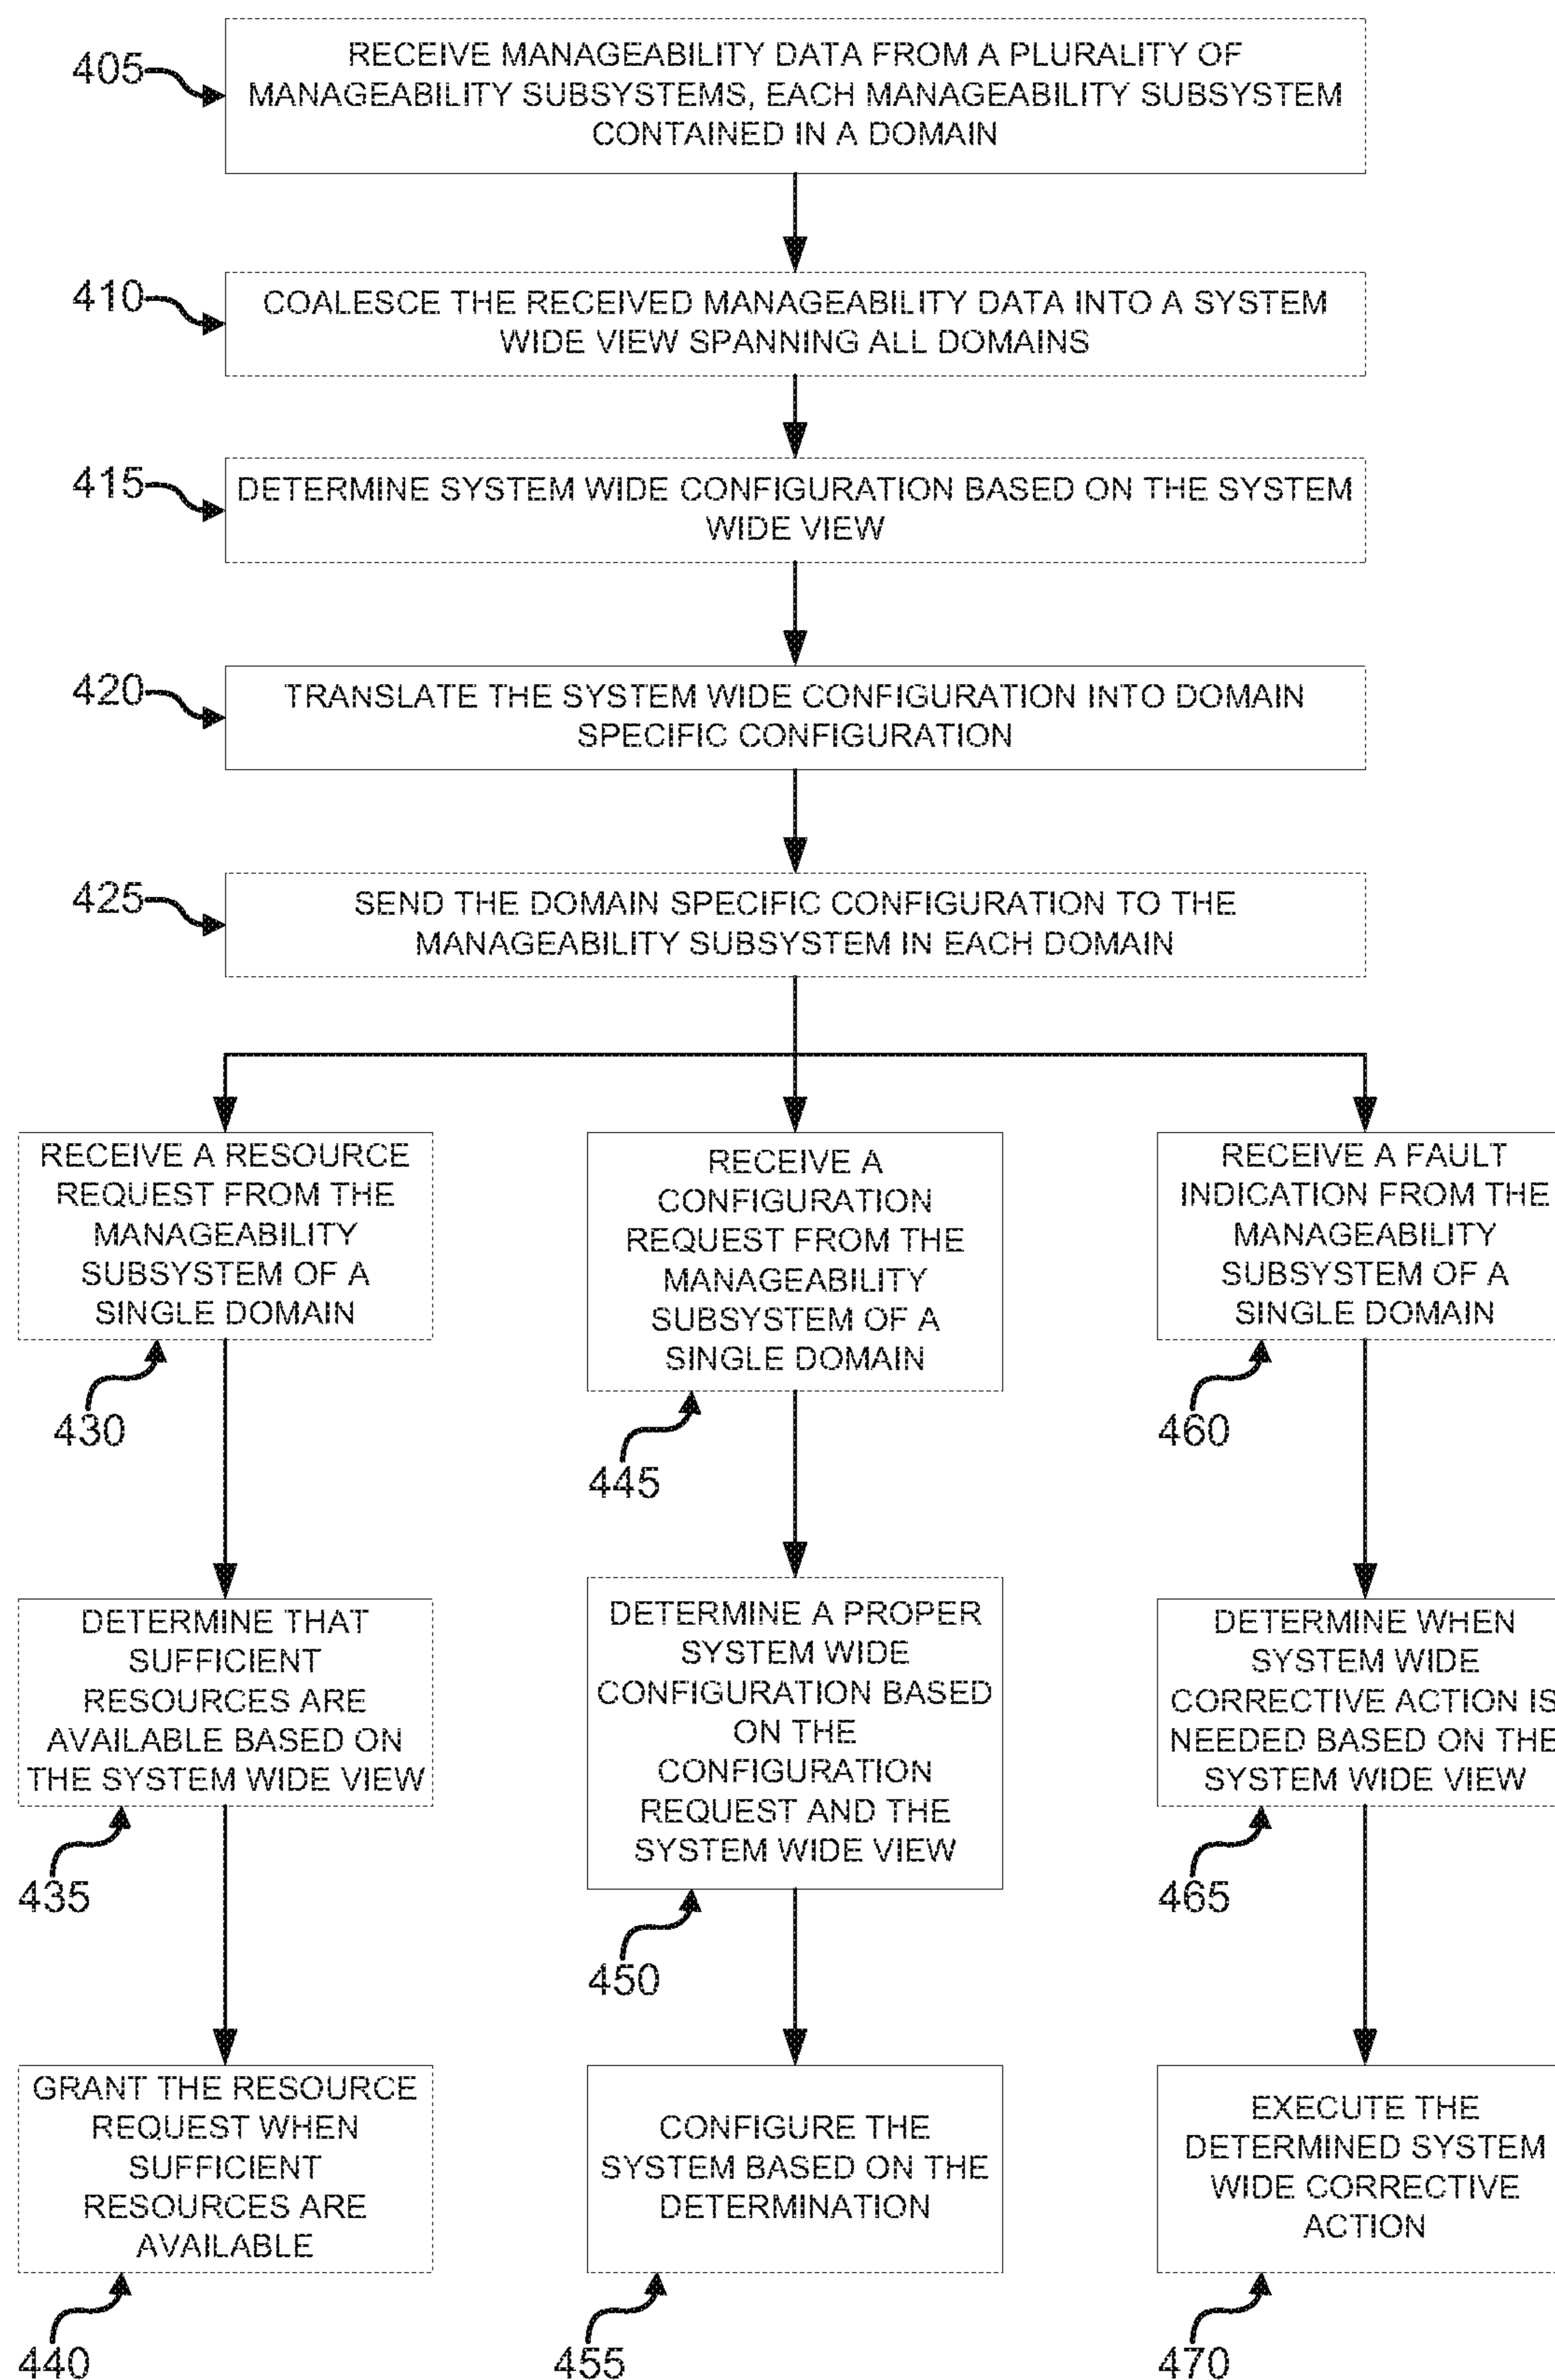 405
RECEIVE MANAGEABILITY DATA FROM A PLURALITY OF
MANAGEABILITY SUBSYSTEMS, EACH MANAGEABILITY SUBSYSTEM
CONTAINED IN A DOMAIN
410
COALESCE THE RECEIVED MANAGEABILITY DATA INTO A SYSTEM
WIDE VIEW SPANNING ALL DOMAINS
415
DETERMINE SYSTEM WIDE CONFIGURATION BASED ON THE SYSTEM
WIDE VIEW
420
TRANSLATE THE SYSTEM WIDE CONFIGURATION INTO DOMAIN
SPECIFIC CONFIGURATION
425
SEND THE DOMAIN SPECIFIC CONFIGURATION TO THE
MANAGEABILITY SUBSYSTEM IN EACH DOMAIN
RECEIVE A RESOURCE
REQUEST FROM THE
MANAGEABILITY
SUBSYSTEM OF A
SINGLE DOMAIN
430
DETERMINE THAT
SUFFICIENT
RESOURCES ARE
AVAILABLE BASED ON
THE SYSTEM WIDE VIEW
435
GRANT THE RESOURCE
REQUEST WHEN
SUFFICIENT
RESOURCES ARE
AVAILABLE
440
RECEIVE A
CONFIGURATION
REQUEST FROM THE
MANAGEABILITY
SUBSYSTEM OF A
SINGLE DOMAIN
445
DETERMINE A PROPER
SYSTEM WIDE
CONFIGURATION BASED
ON THE
CONFIGURATION
REQUEST AND THE
SYSTEM WIDE VIEW
450
CONFIGURE THE
SYSTEM BASED ON THE
DETERMINATION
455
RECEIVE A FAULT
INDICATION FROM THE
MANAGEABILITY
SUBSYSTEM OF A
SINGLE DOMAIN
460
DETERMINE WHEN
SYSTEM WIDE
CORRECTIVE ACTION IS
NEEDED BASED ON THE
SYSTEM WIDE VIEW
465
EXECUTE THE
DETERMINED SYSTEM
WIDE CORRECTIVE
ACTION
470